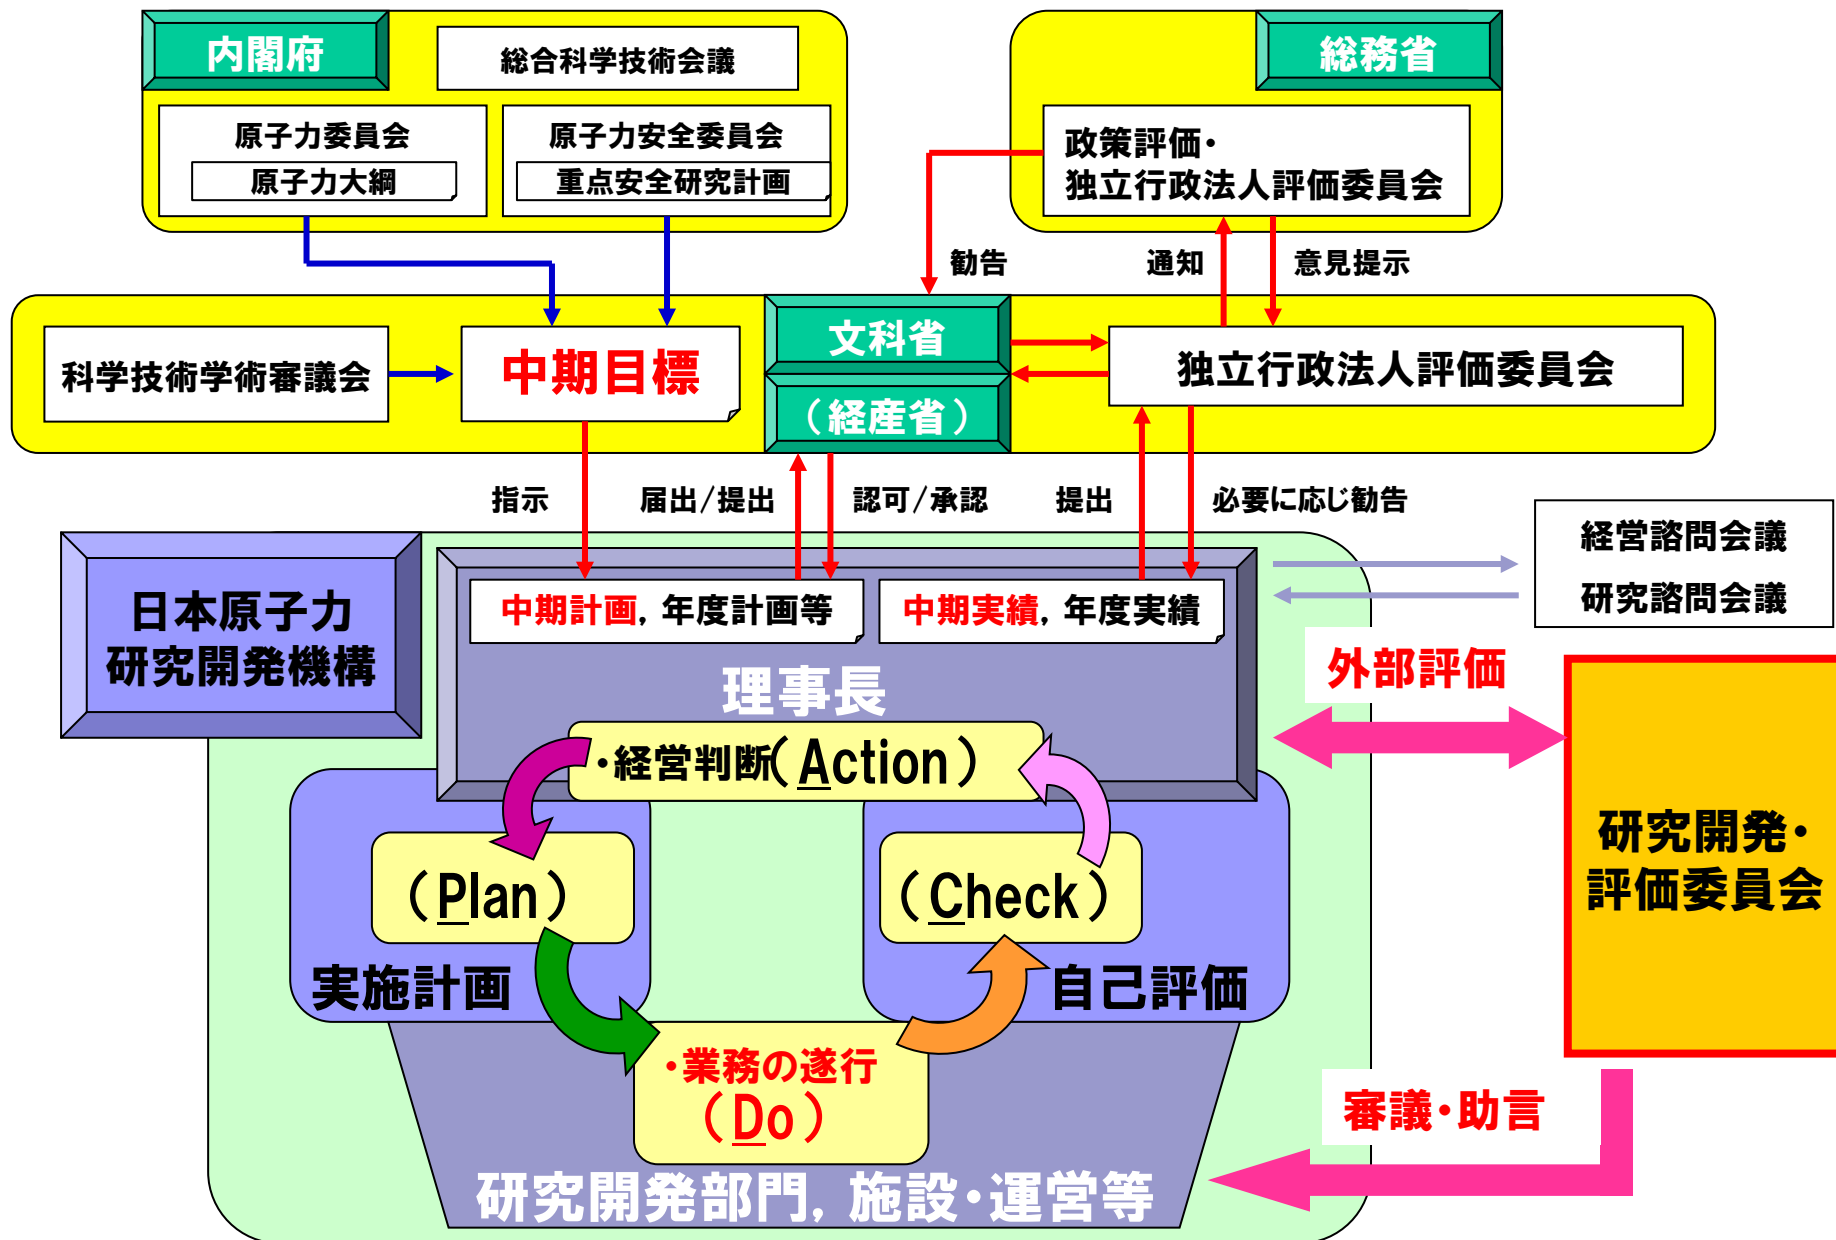 内閣府
総合科学技術会議
原子力委員会
原子力大綱
原子力安全委員会
重点安全研究計画
総務省
政策評価・
独立行政法人評価委員会
勧告
通知
意見提示
科学技術学術審議会
中期目標
文科省
（経産省）
独立行政法人評価委員会
指示
届出/提出
認可/承認
提出
必要に応じ勧告
日本原子力
研究開発機構
中期計画, 年度計画等
中期実績, 年度実績
理事長
経営諮問会議
研究諮問会議
外部評価
・経営判断(Action)
（Plan）
（Check）
実施計画
自己評価
研究開発・
評価委員会
・業務の遂行
（Do）
審議・助言
研究開発部門, 施設・運営等